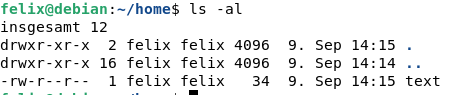 felix@debian:~/home$ ls -al
insgesamt 12
drwxr-xr-x  2 felix felix 4096  9. Sep 14:15 .
drwxr-xr-x 16 felix felix 4096  9. Sep 14:14 ..
-rw-r--r--  1 felix felix   34  9. Sep 14:15 text